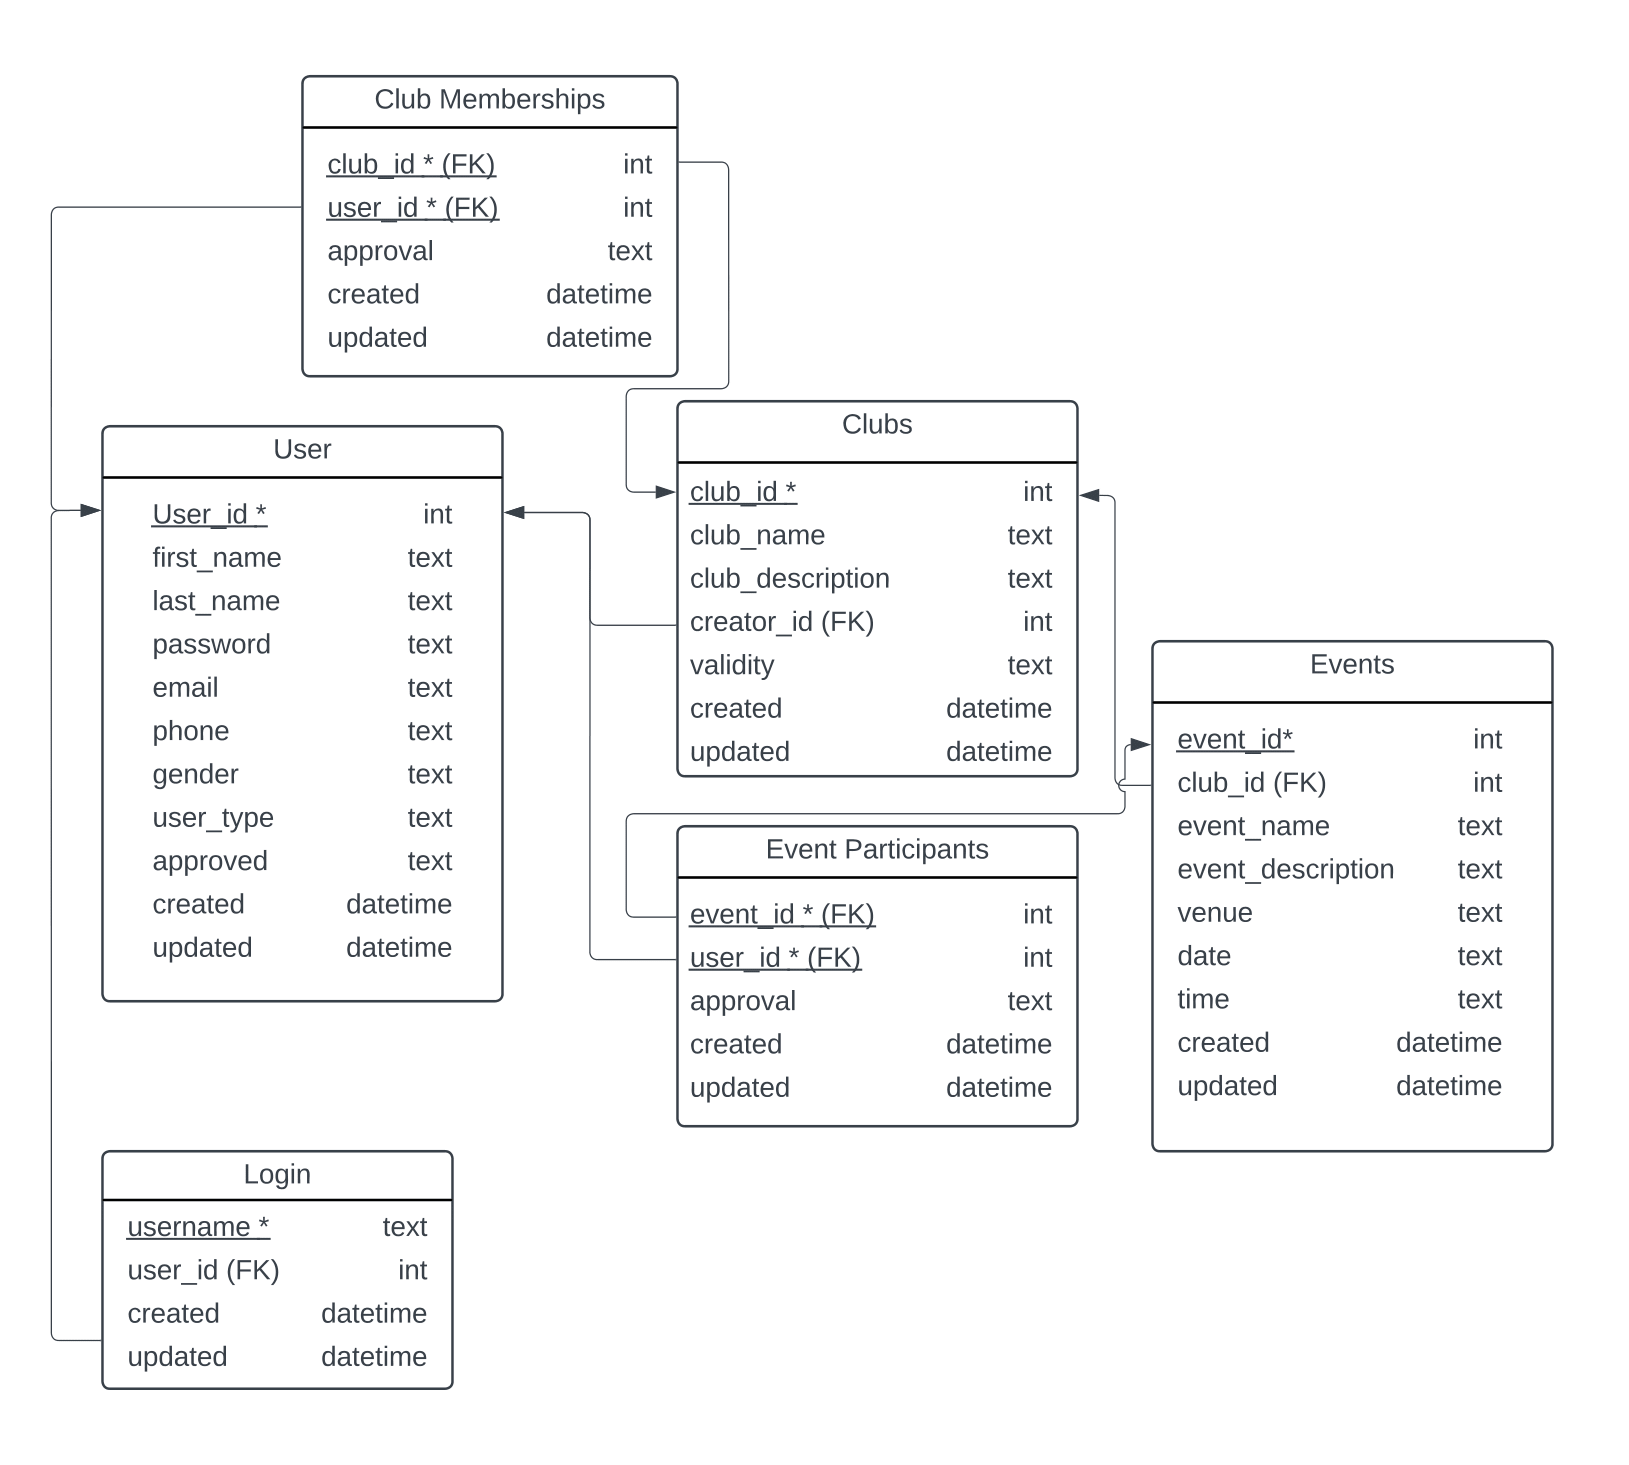 Club Memberships
club_id * (FK) int
user_id * (FK) int
approval text
created datetime
updated datetime
User
User_id * int
first_name text
last_name text
password text
email text
phone text
gender text
user_type text
approved text
created datetime
updated datetime
Clubs
club_id * int
club_name text
club_description text
creator_id (FK) int
validity text
created datetime
updated datetime
Events
event_id* int
club_id (FK) int
event_name text
event_description text
venue text
date text
time text
created datetime
updated datetime
Event Participants
event_id * (FK) int
user_id * (FK) int
approval text
created datetime
updated datetime
Login
username * text
user_id (FK) int
created datetime
updated datetime